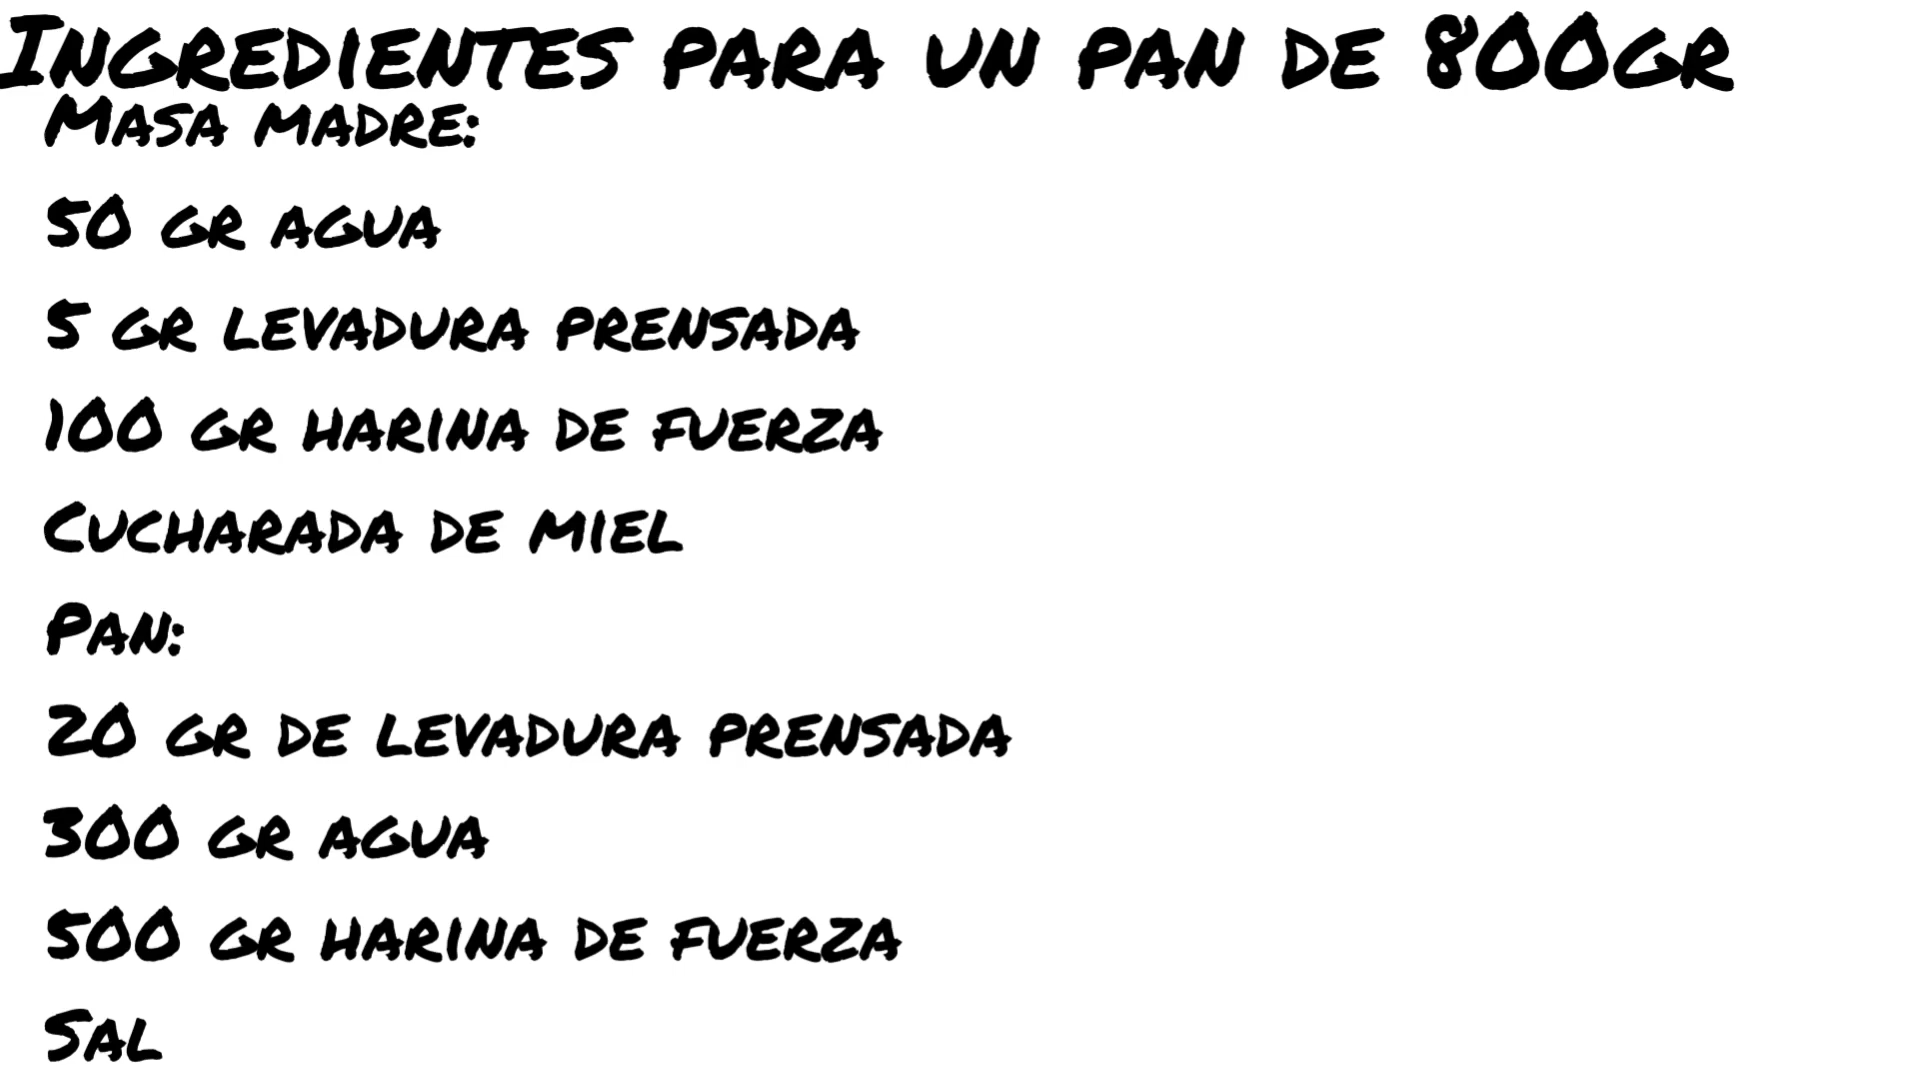 Ingredientes para un pan de 800gr
Masa madre:
50 gr agua
5 gr levadura prensada
100 gr harina de fuerza
Cucharada de miel
Pan:
20 gr de levadura prensada
300 gr agua
500 gr harina de fuerza
Sal